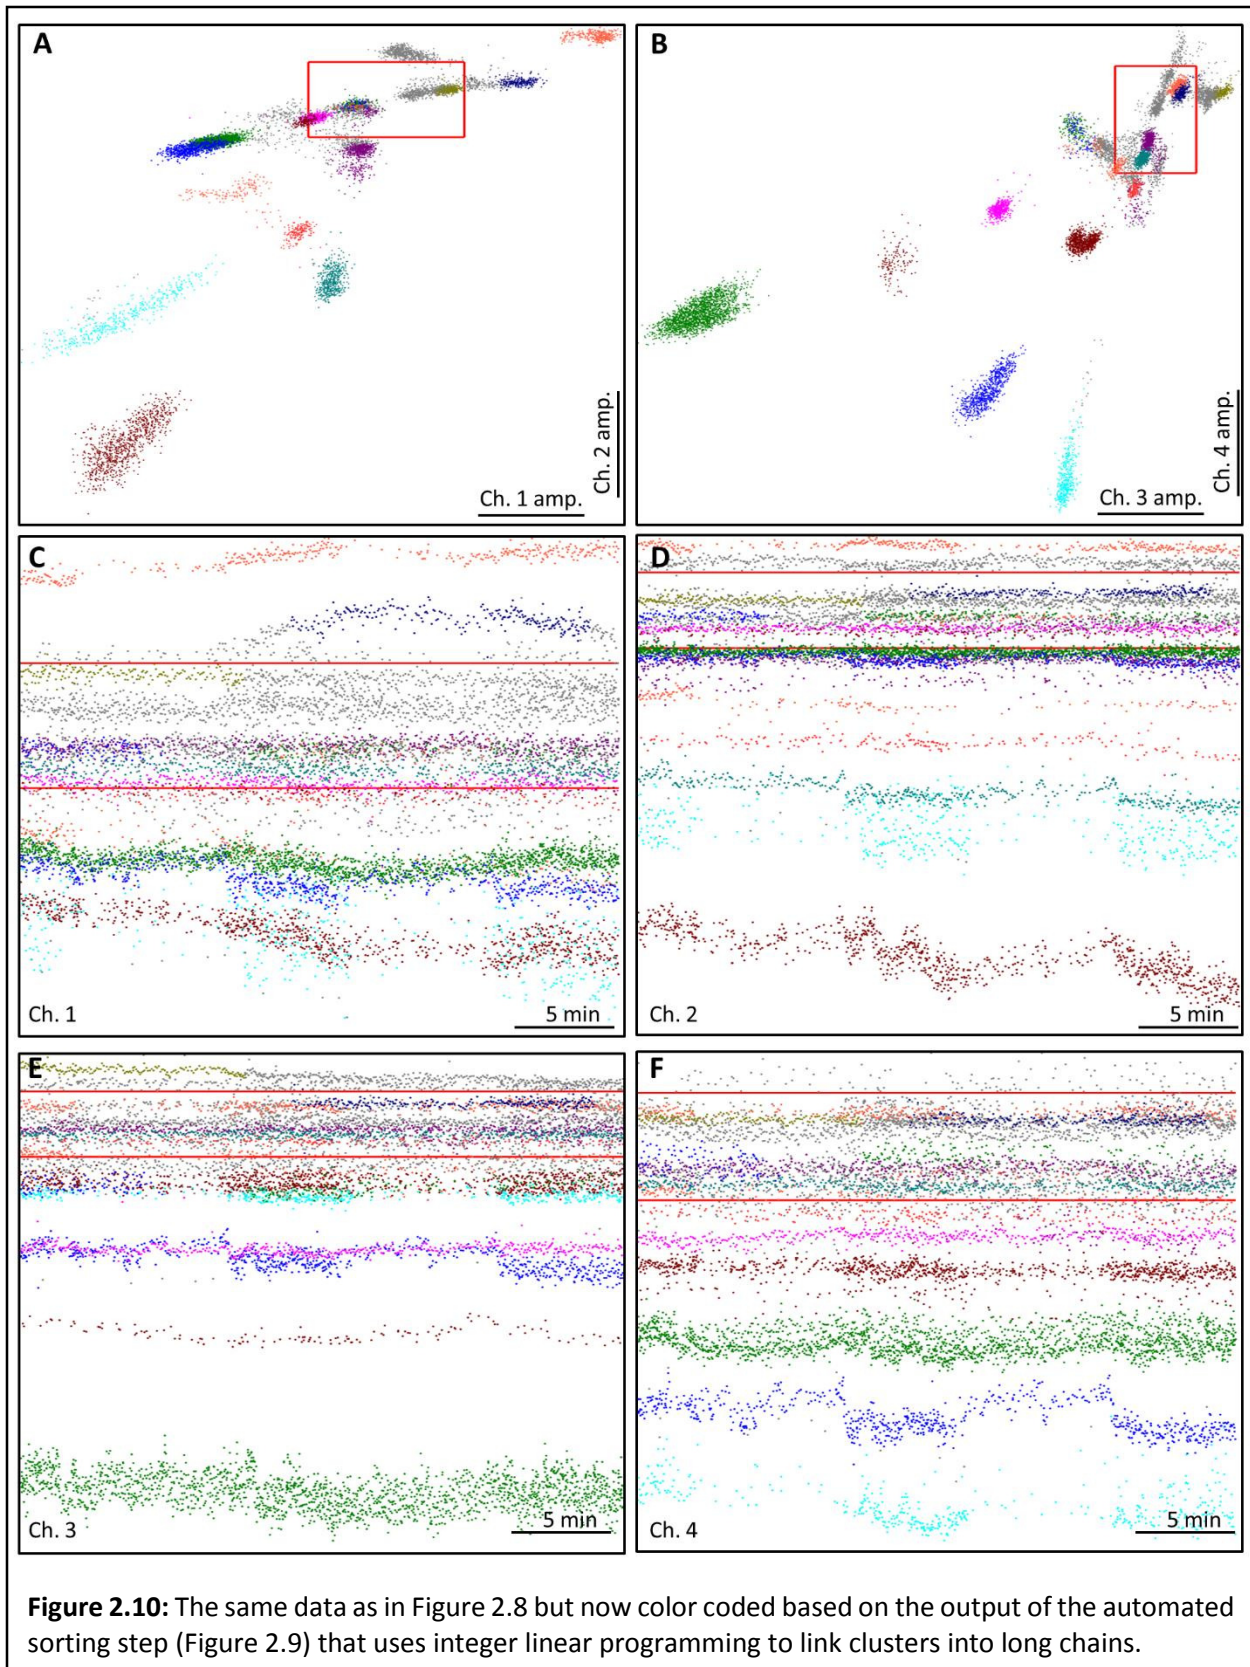 A
Ch. 2 amp.
Ch. 1 amp.
B
Ch. 4 amp.
Ch. 3 amp.
C
Ch. 1
5 min
D
Ch. 2
5 min
E
Ch. 3
5 min
F
Ch. 4
5 min
Figure 2.10: The same data as in Figure 2.8 but now color coded based on the output of the automated
sorting step (Figure 2.9) that uses integer linear programming to link clusters into long chains.